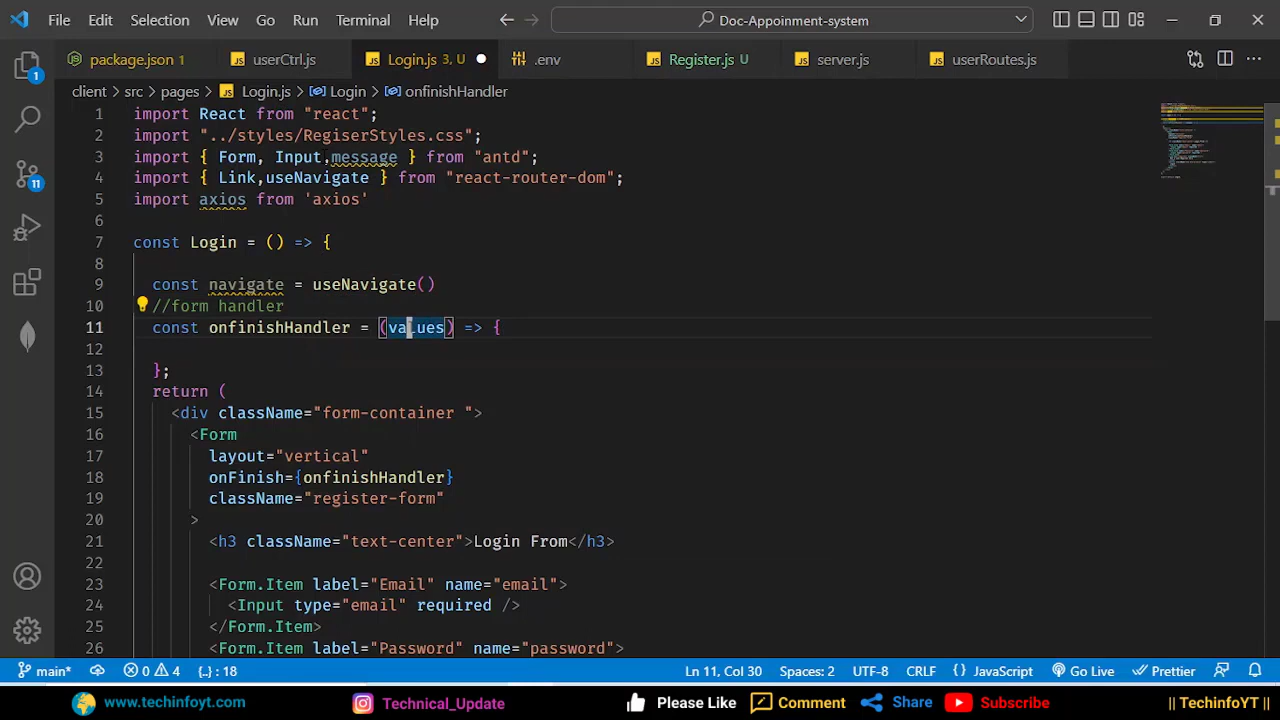 File Edit Selection View Go Run Terminal Help Doc-Appoinment-system
package.json 1 userCtrl.js Login.js 3, U .env Register.js U server.js userRoutes.js
client > src > pages > Login.js > Login > onfinishHandler
1 import React from "react";
2 import "../styles/RegiserStyles.css";
3 import { Form, Input,message } from "antd";
4 import { Link,useNavigate } from "react-router-dom";
5 import axios from 'axios'
6
7 const Login = () => {
8
9 const navigate = useNavigate()
10 //form handler
11 const onfinishHandler = (values) => {
12
13 };
14 return (
15 <div className="form-container ">
16 <Form
17 layout="vertical"
18 onFinish={onfinishHandler}
19 className="register-form"
20 >
21 <h3 className="text-center">Login From</h3>
22
23 <Form.Item label="Email" name="email">
24 <Input type="email" required />
25 </Form.Item>
26 <Form.Item label="Password" name="password">
1
11
main* 0 4 {..} : 18 Ln 11, Col 30 Spaces: 2 UTF-8 CRLF {} JavaScript Go Live Prettier
www.techinfoyt.com Technical_Update Please Like Comment Share Subscribe || TechinfoYT ||